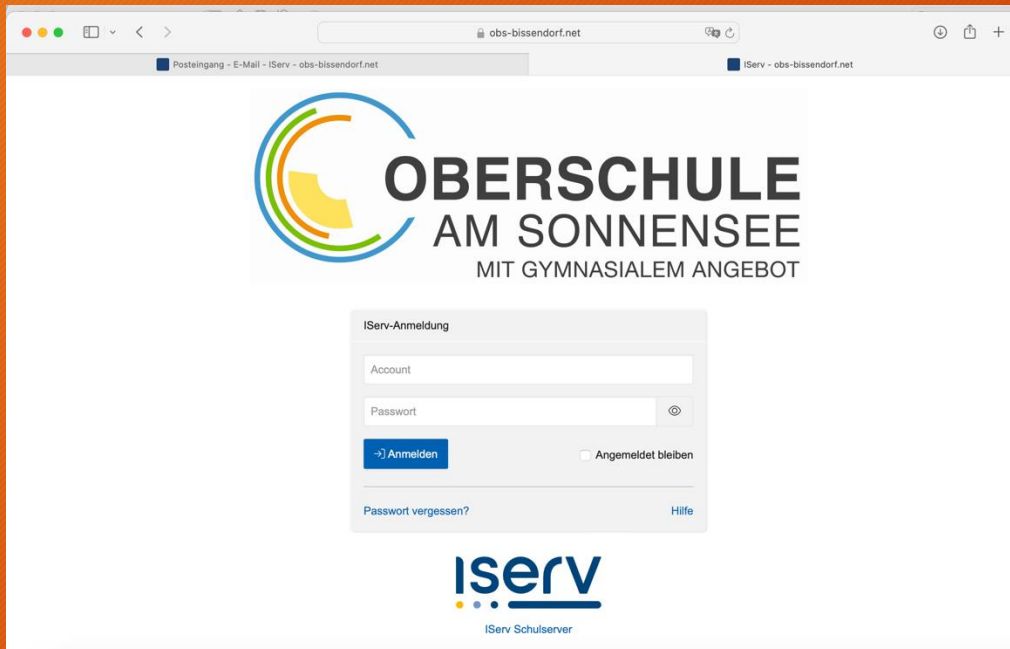 obs-bissendorf.net
Posteingang - E-Mail - IServ - obs-bissendorf.net
IServ - obs-bissendorf.net
OBERSCHULE
AM SONNENSEE
MIT GYMNASIALEM ANGEBOT
IServ-Anmeldung
Account
Passwort
Anmelden
Angemeldet bleiben
Passwort vergessen?
Hilfe
Iserv
IServ Schulserver